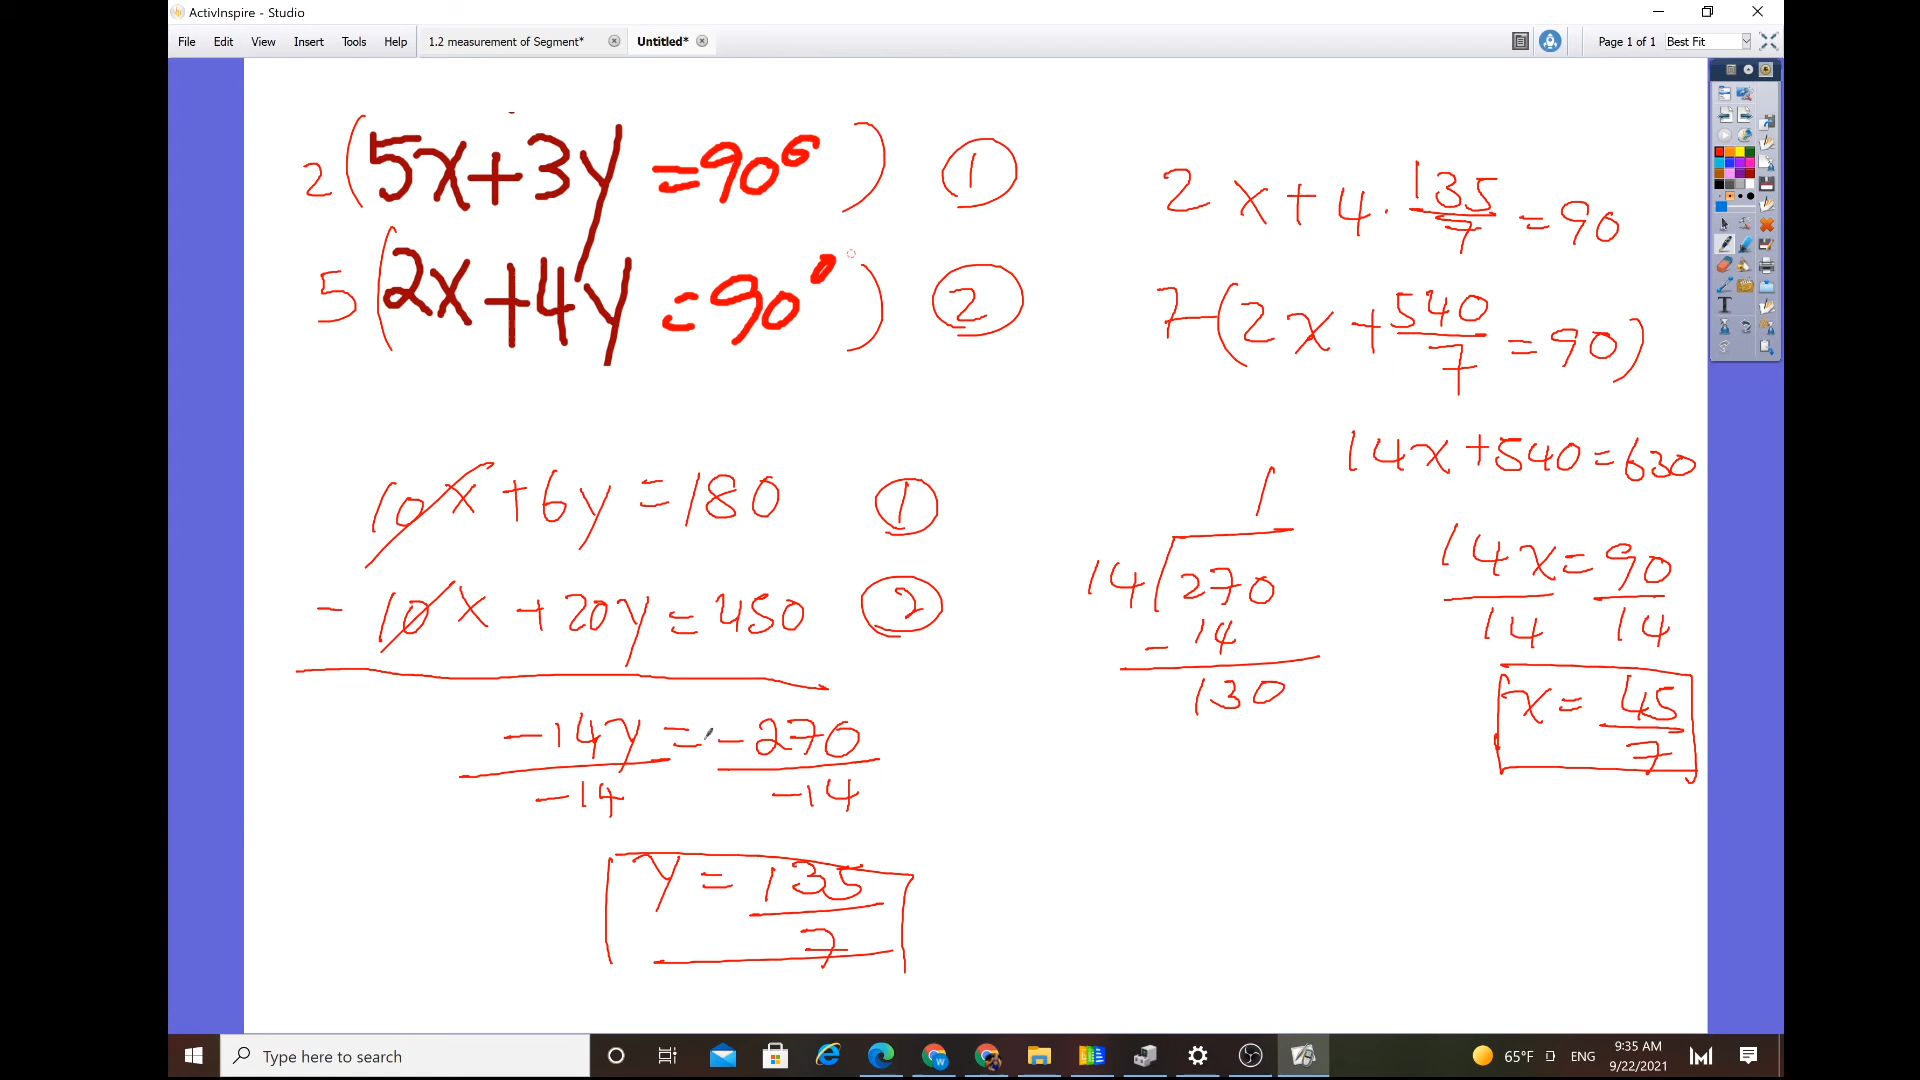 ActivInspire - Studio
File Edit View Insert Tools Help 1.2 measurement of Segment* Untitled* Page 1 of 1 Best Fit
2(5x+3y =90°) ①
5(2x+4y =90°) ②
10x +6y =180 ①
- 10x +20y = 450 ②
-14y = -270
-14 -14
y = 135
7
2x+4·135/7 =90
7(2x+540/7 =90)
14x+540=630
1
14 270
- 14
130
14x=90
14 14
x= 45
7
Type here to search
65°F ENG 9:35 AM
9/22/2021